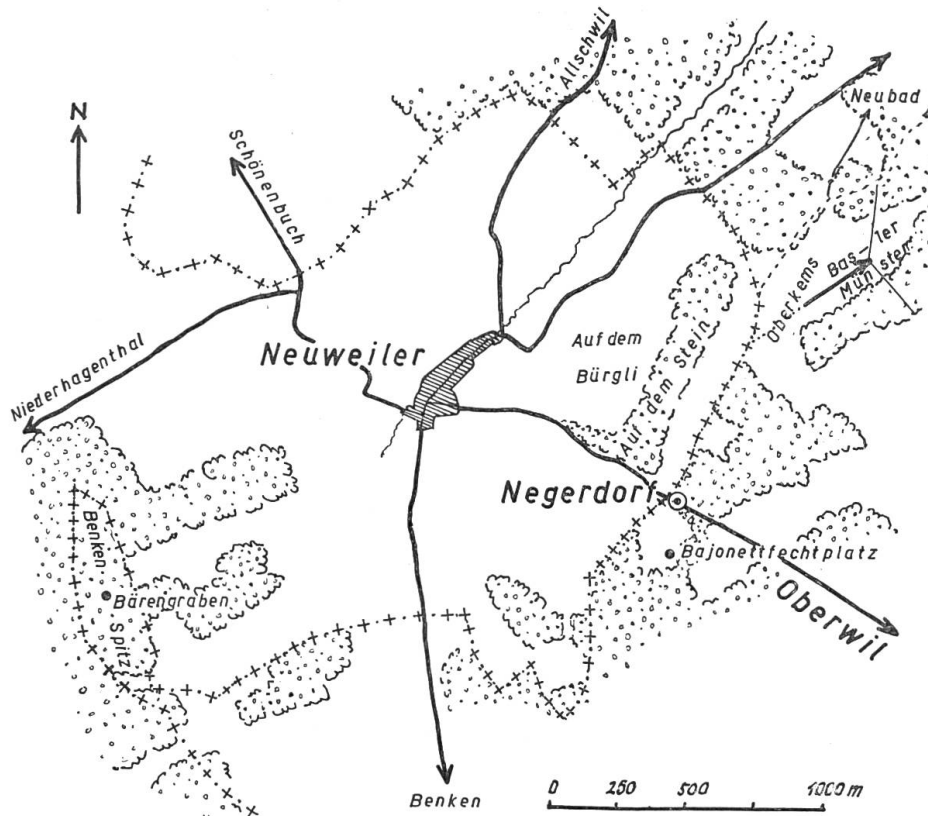 Allschwil
N
Neubad
Schönenbuch
Oberkems
Basler
Münster
Neuweiler
Auf dem
Bürgli
Auf dem Stein
Niederhagenthal
Negerdorf
Benken
Spitz
Bajonettfechtplatz
Bärengraben
Oberwil
Benken
0 250 500 1000 m